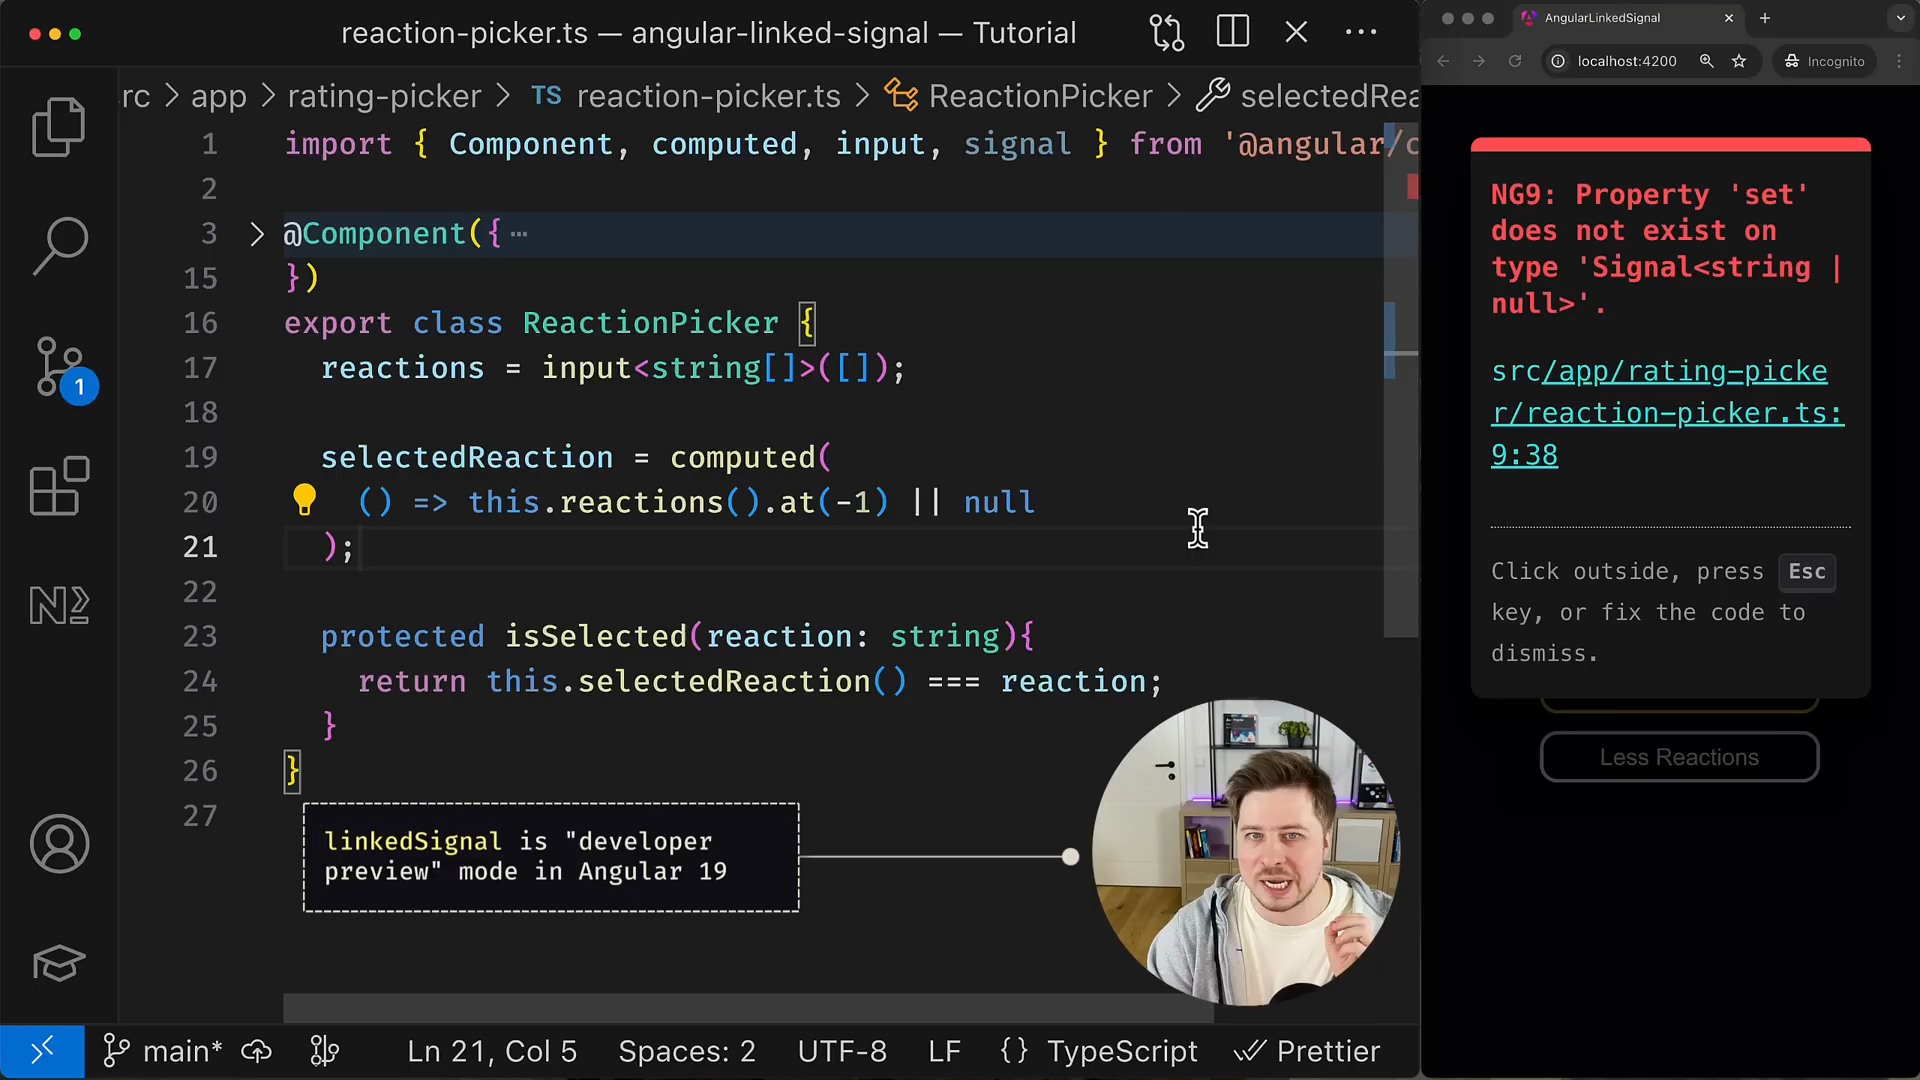 reaction-picker.ts — angular-linked-signal — Tutorial
rc > app > rating-picker > TS reaction-picker.ts > ReactionPicker > selectedRea
1 import { Component, computed, input, signal } from '@angular/c
2
3 @Component({ ⋯
15 })
16 export class ReactionPicker {
17 reactions = input<string[]>([]);
18
19 selectedReaction = computed(
20 () => this.reactions().at(-1) || null
21 );
22
23 protected isSelected(reaction: string){
24 return this.selectedReaction() === reaction;
25 }
26 }
27
1
linkedSignal is "developer
preview" mode in Angular 19
main*
Ln 21, Col 5
Spaces: 2
UTF-8
LF
{} TypeScript
Prettier
AngularLinkedSignal
localhost:4200
Incognito
NG9: Property 'set'
does not exist on
type 'Signal<string |
null>'.
src/app/rating-picke
r/reaction-picker.ts:
9:38
Click outside, press Esc
key, or fix the code to
dismiss.
Less Reactions